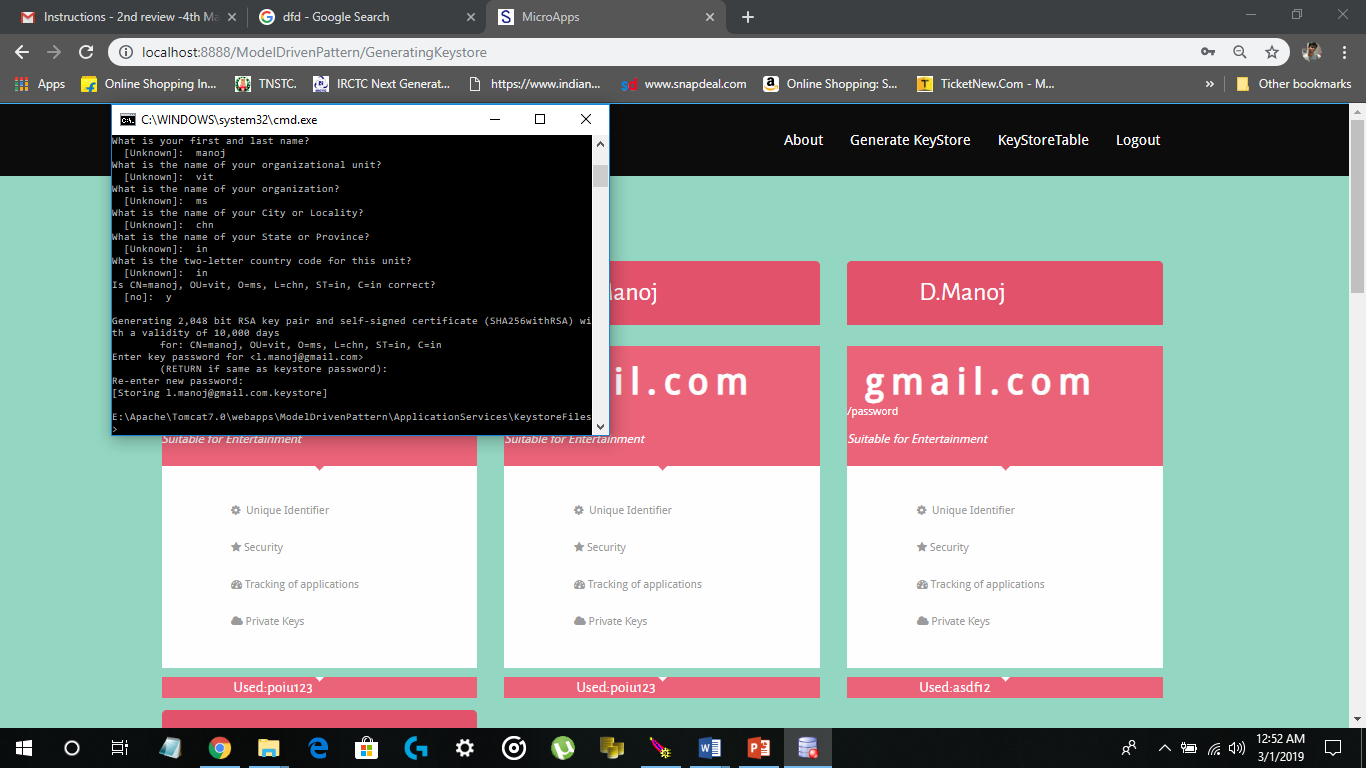 Instructions - 2nd review -4th Ma
dfd - Google Search
MicroApps
localhost:8888/ModelDrivenPattern/GeneratingKeystore
Apps
Online Shopping In...
TNSTC.
IRCTC Next Generat...
https://www.indian...
www.snapdeal.com
Online Shopping: S...
TicketNew.Com - M...
»
Other bookmarks
C:\WINDOWS\system32\cmd.exe
What is your first and last name?
[Unknown]: manoj
What is the name of your organizational unit?
[Unknown]: vit
What is the name of your organization?
[Unknown]: ms
What is the name of your City or Locality?
[Unknown]: chn
What is the name of your State or Province?
[Unknown]: in
What is the two-letter country code for this unit?
[Unknown]: in
Is CN=manoj, OU=vit, O=ms, L=chn, ST=in, C=in correct?
[no]: y
Generating 2,048 bit RSA key pair and self-signed certificate (SHA256withRSA) wi
th a validity of 10,000 days
for: CN=manoj, OU=vit, O=ms, L=chn, ST=in, C=in
Enter key password for <l.manoj@gmail.com>
(RETURN if same as keystore password):
Re-enter new password:
[Storing l.manoj@gmail.com.keystore]
E:\Apache\Tomcat7.0\webapps\ModelDrivenPattern\ApplicationServices\KeystoreFiles
>
About
Generate KeyStore
KeyStoreTable
Logout
anoj
D.Manoj
il.com
gmail.com
/password
Suitable for Entertainment
Suitable for Entertainment
Suitable for Entertainment
Unique Identifier
Security
Tracking of applications
Private Keys
Used:poiu123
Unique Identifier
Security
Tracking of applications
Private Keys
Used:poiu123
Unique Identifier
Security
Tracking of applications
Private Keys
Used:asdf12
12:52 AM
3/1/2019